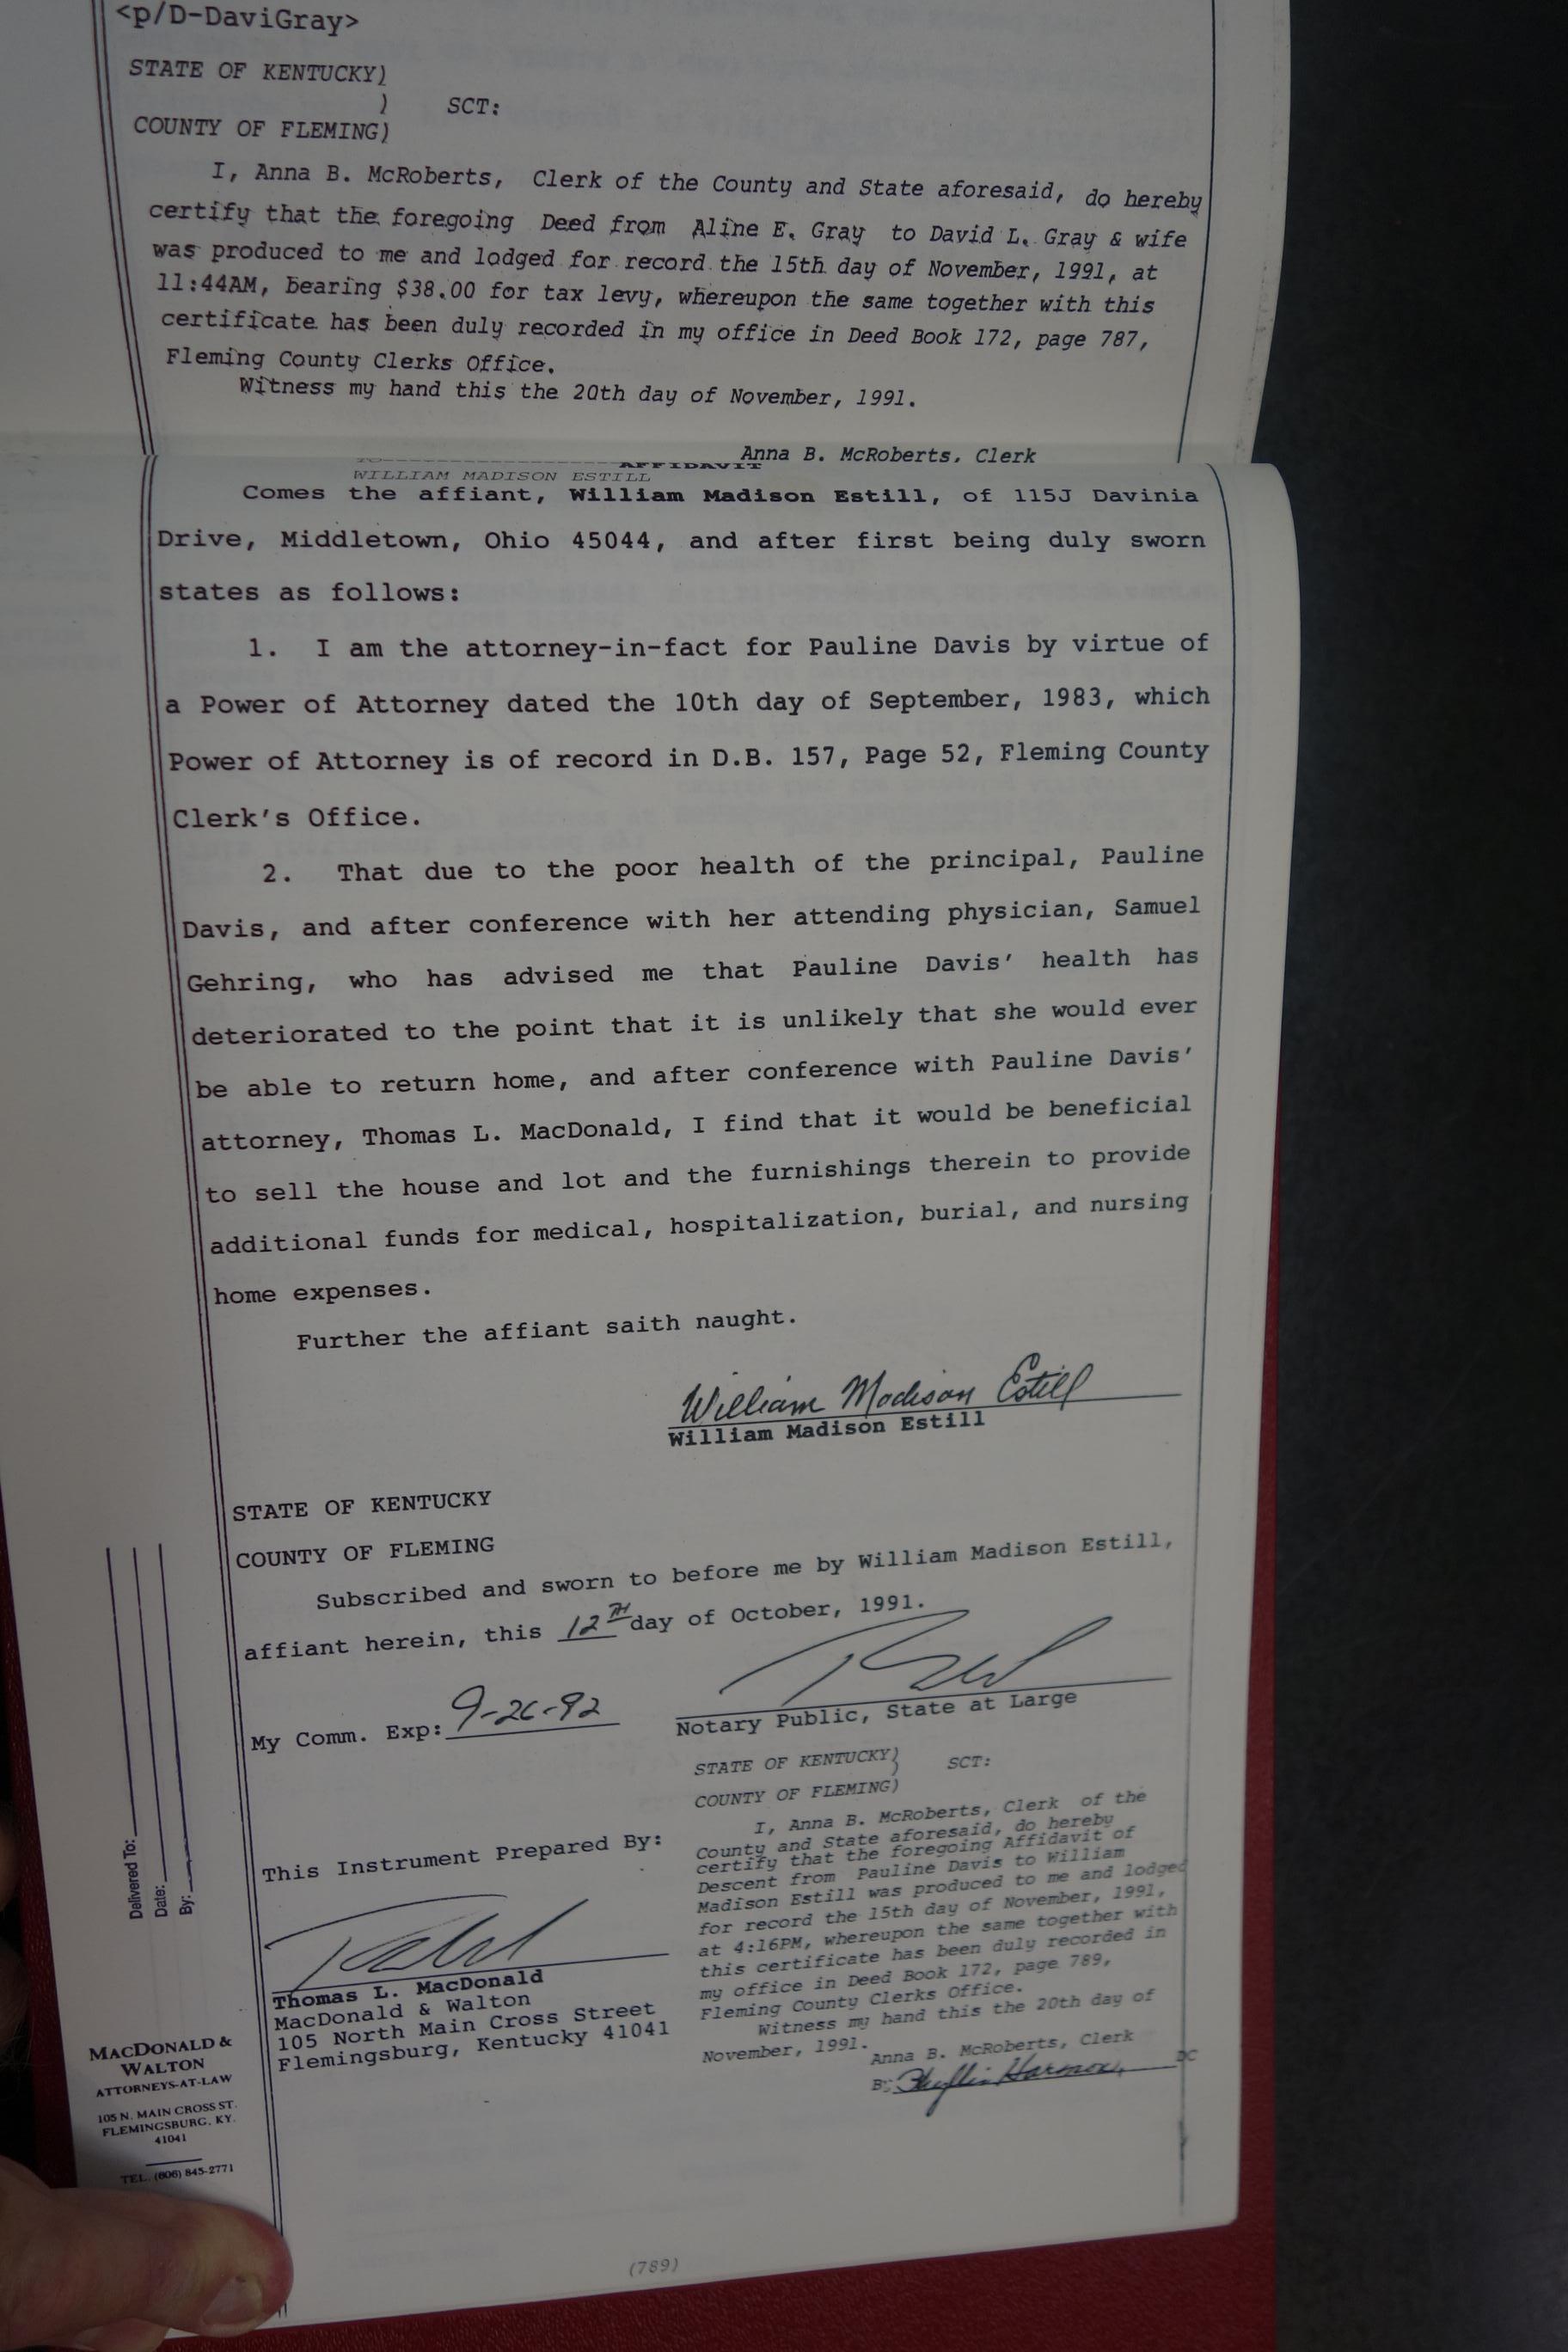 <p/D-DaviGray>
STATE OF KENTUCKY)
) SCT:
COUNTY OF FLEMING)
I, Anna B. McRoberts, Clerk of the County and State aforesaid, do hereby
certify that the foregoing Deed from Aline E. Gray to David L. Gray & wife
was produced to me and lodged for record the 15th day of November, 1991, at
11:44AM, bearing $38.00 for tax levy, whereupon the same together with this
certificate has been duly recorded in my office in Deed Book 172, page 787,
Fleming County Clerks Office.
Witness my hand this the 20th day of November, 1991.
Anna B. McRoberts, Clerk
AFFIDAVIT
WILLIAM MADISON ESTILL
Comes the affiant, William Madison Estill, of 115J Davinia
Drive, Middletown, Ohio 45044, and after first being duly sworn
states as follows:
1. I am the attorney-in-fact for Pauline Davis by virtue of
a Power of Attorney dated the 10th day of September, 1983, which
Power of Attorney is of record in D.B. 157, Page 52, Fleming County
Clerk's Office.
2. That due to the poor health of the principal, Pauline
Davis, and after conference with her attending physician, Samuel
Gehring, who has advised me that Pauline Davis' health has
deteriorated to the point that it is unlikely that she would ever
be able to return home, and after conference with Pauline Davis'
attorney, Thomas L. MacDonald, I find that it would be beneficial
to sell the house and lot and the furnishings therein to provide
additional funds for medical, hospitalization, burial, and nursing
home expenses.
Further the affiant saith naught.
William Madison Estill
William Madison Estill
STATE OF KENTUCKY
COUNTY OF FLEMING
Subscribed and sworn to before me by William Madison Estill,
affiant herein, this 12TH day of October, 1991.
My Comm. Exp: 9-26-92
Notary Public, State at Large
STATE OF KENTUCKY)
) SCT:
COUNTY OF FLEMING)
I, Anna B. McRoberts, Clerk of the
County and State aforesaid, do hereby
certify that the foregoing Affidavit of
Descent from Pauline Davis to William
Madison Estill was produced to me and lodged
for record the 15th day of November, 1991,
at 4:16PM, whereupon the same together with
this certificate has been duly recorded in
my office in Deed Book 172, page 789,
Fleming County Clerks Office.
Witness my hand this the 20th day of
November, 1991.
Anna B. McRoberts, Clerk
By: DC
This Instrument Prepared By:
Thomas L. MacDonald
MacDonald & Walton
105 North Main Cross Street
Flemingsburg, Kentucky 41041
Delivered To:
Date:
By:
MACDONALD &
WALTON
ATTORNEYS-AT-LAW
105 N. MAIN CROSS ST.
FLEMINGSBURG, KY.
41041
TEL. (606) 845-2771
(789)